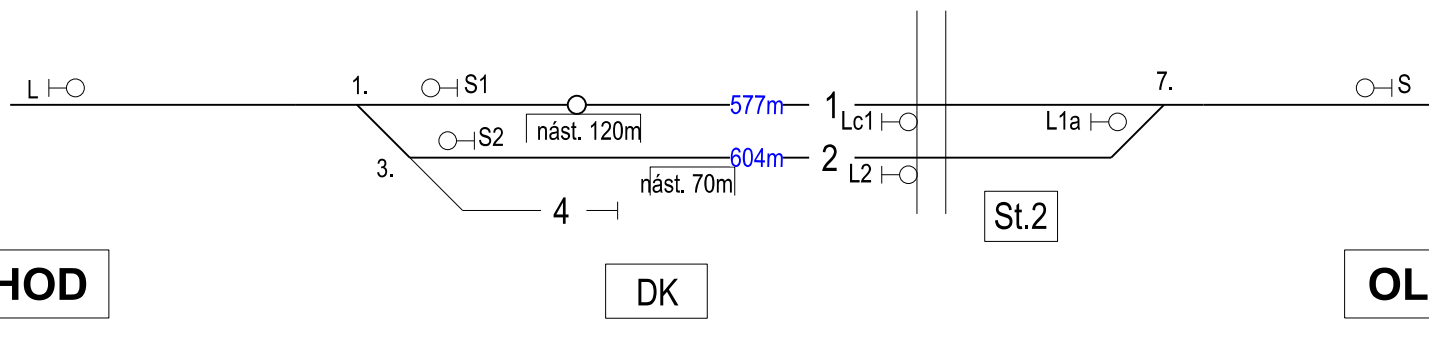 L
1.
S1
577m
1
Lc1
L1a
7.
S
nást. 120m
S2
3.
604m
2
L2
nást. 70m
4
St.2
HOD
DK
OL